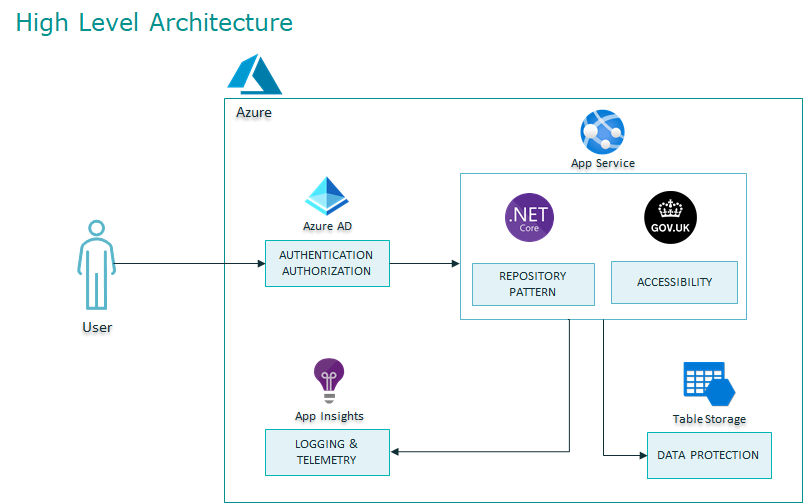 High Level Architecture
Azure
App Service
.NET
Core
GOV.UK
Azure AD
AUTHENTICATION
AUTHORIZATION
REPOSITORY
PATTERN
ACCESSIBILITY
User
App Insights
LOGGING &
TELEMETRY
Table Storage
DATA PROTECTION